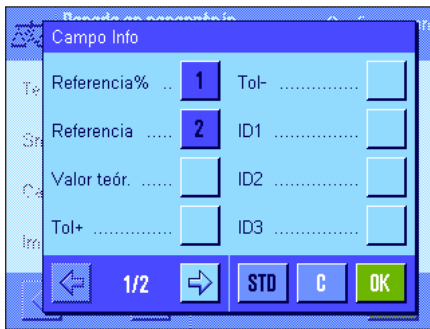 Campo Info
Referencia% .. 1
Referencia ..... 2
Valor teór. ......
Tol+ ..............
Tol- ...............
ID1 ................
ID2 ................
ID3 ................
1/2
STD
C
OK